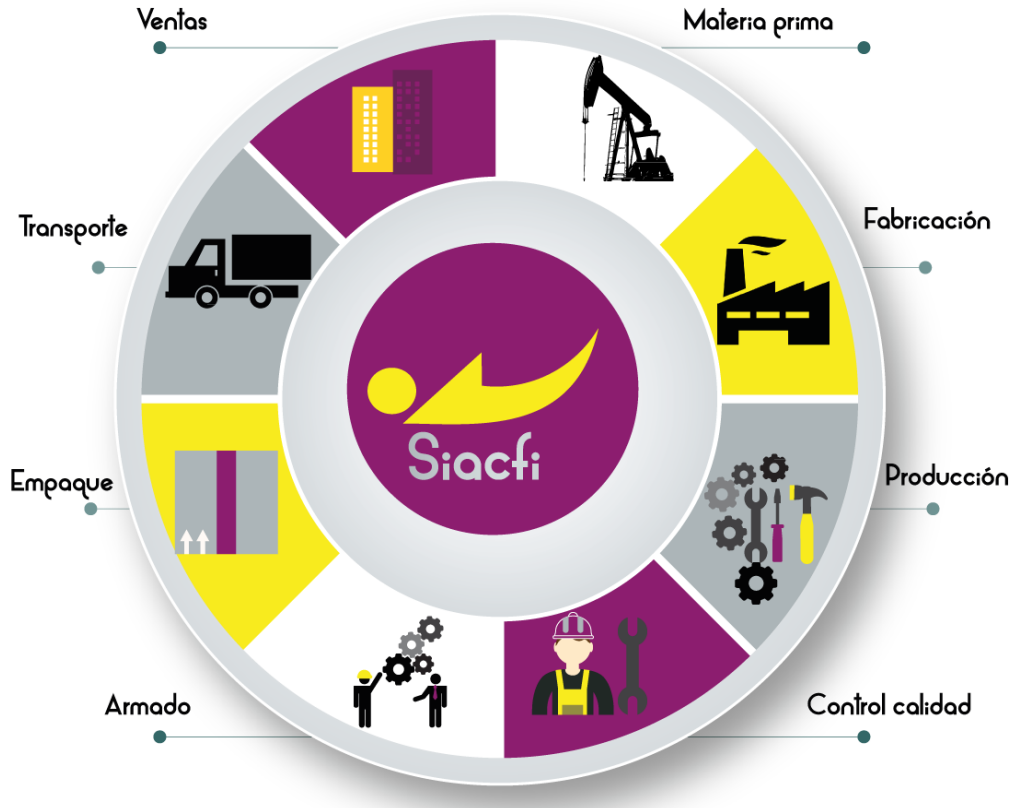 Ventas
Materia prima
Transporte
Fabricación
Siacfi
Empaque
Producción
Armado
Control calidad